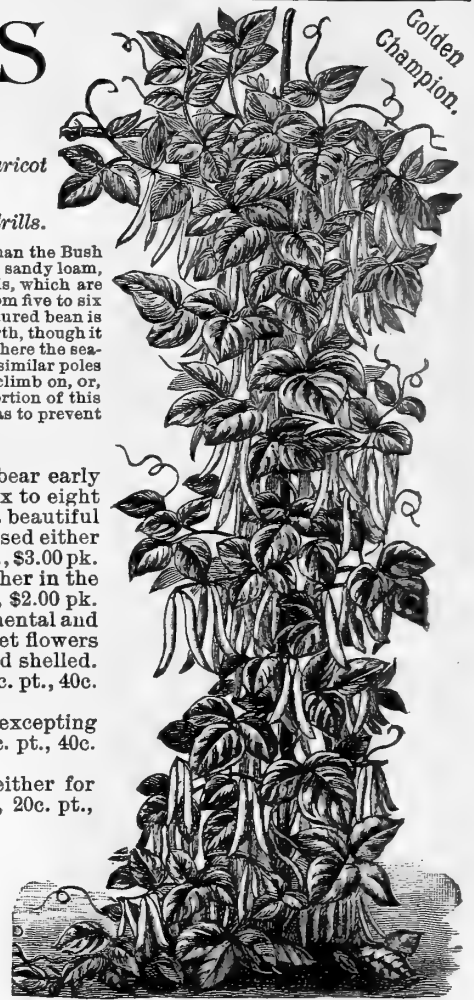 S
Golden
Champion.
ricot
rills.
han the Bush
sandy loam,
s, which are
om five to six
tured bean is
rth, though it
here the sea-
similar poles
climb on, or,
ortion of this
as to prevent
bear early
x to eight
beautiful
sed either
., $3.00 pk.
her in the
, $2.00 pk.
mental and
et flowers
d shelled.
c. pt., 40c.
excepting
c. pt., 40c.
either for
, 20c. pt.,